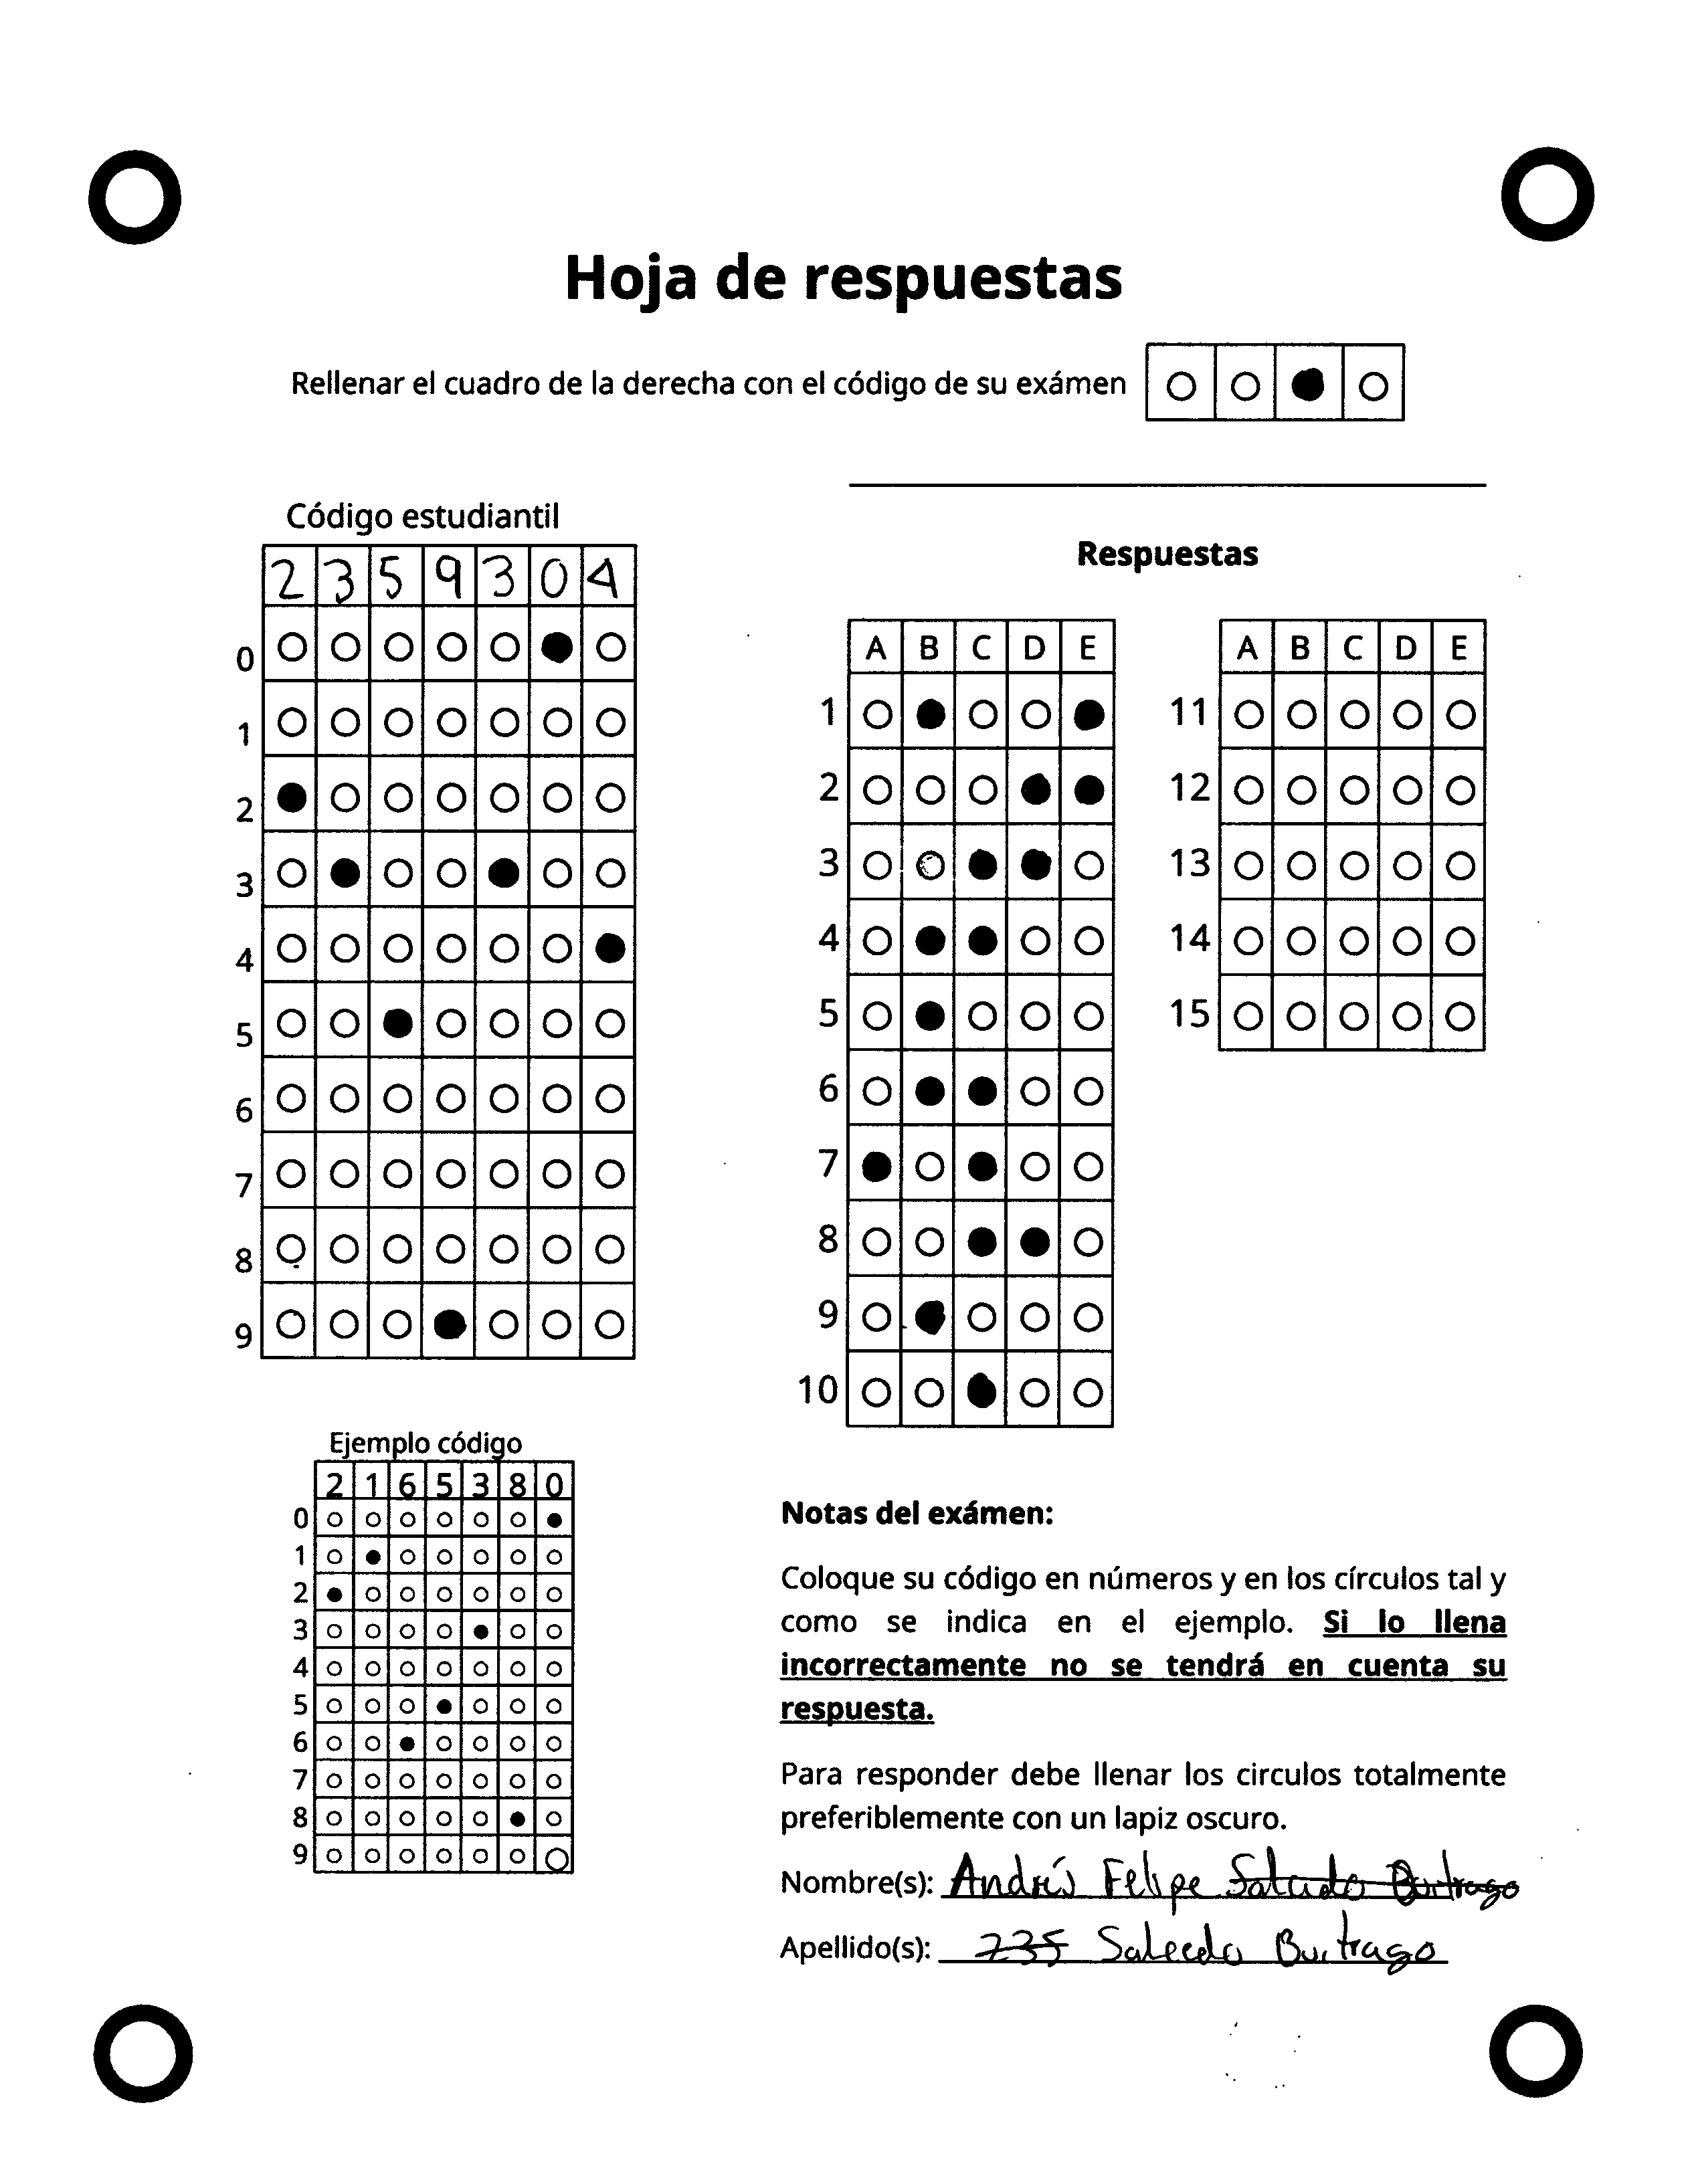 Hoja de respuestas
Rellenar el cuadro de la derecha con el código de su exámen
Código estudiantil
2 3 5 9 3 0 4
0
1
2
3
4
5
6
7
8
9
Respuestas
A B C D E
1
2
3
4
5
6
7
8
9
10
A B C D E
11
12
13
14
15
Ejemplo código
2 1 6 5 3 8 0
0
1
2
3
4
5
6
7
8
9
Notas del exámen:
Coloque su código en números y en los círculos tal y
como se indica en el ejemplo. Si lo llena
incorrectamente no se tendrá en cuenta su
respuesta.
Para responder debe llenar los circulos totalmente
preferiblemente con un lapiz oscuro.
Nombre(s): Andrés Felipe Salcedo Buitrago
Apellido(s): 235 Salcedo Buitrago